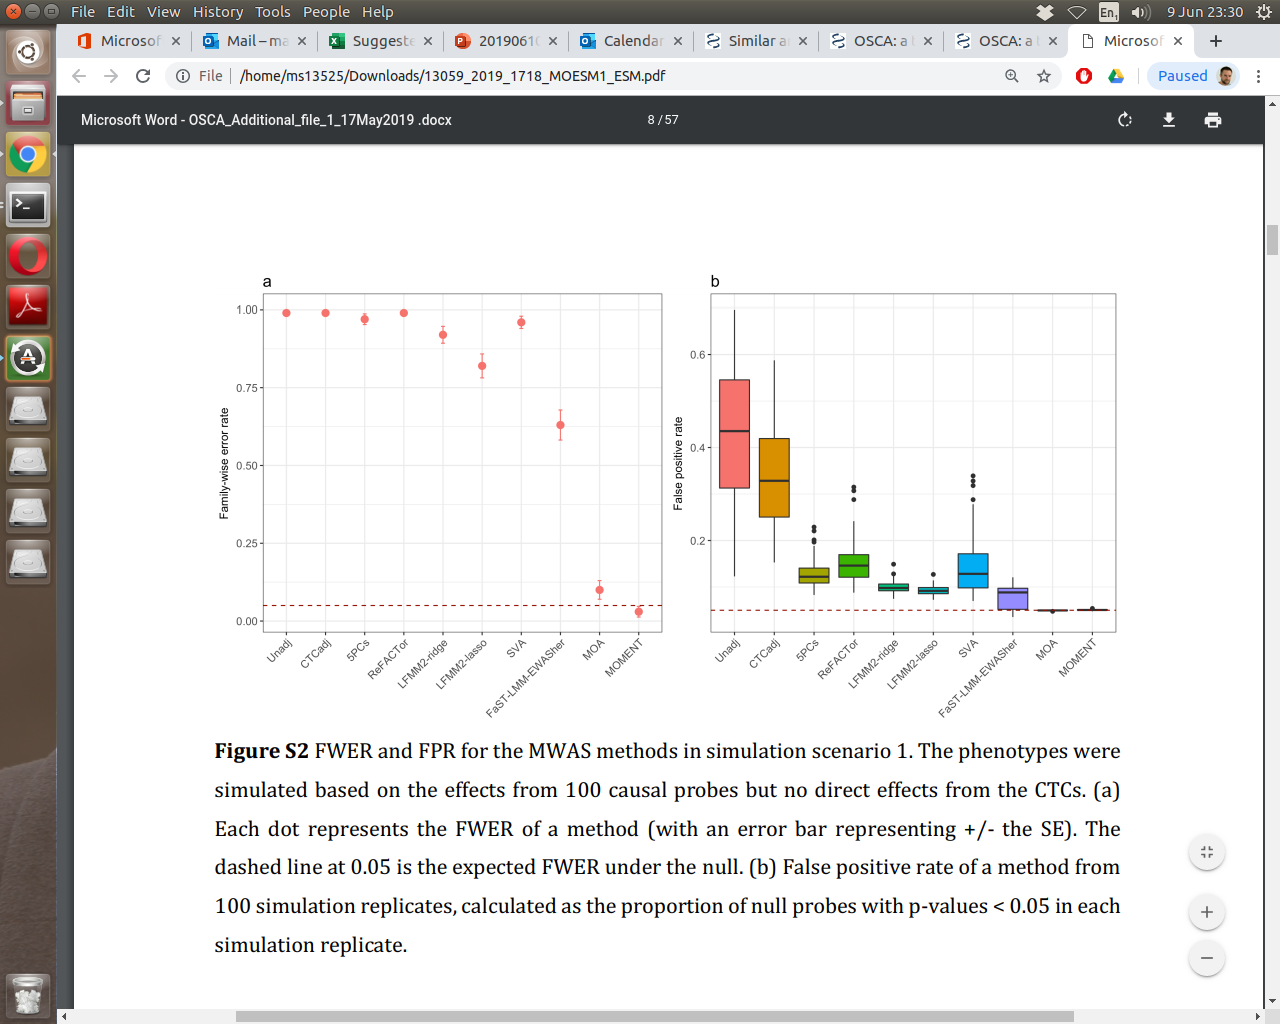 File Edit View History Tools People Help
En1
9 Jun 23:30
Microsof
Mail – ma
Suggeste
20190610
Calendar
Similar a
OSCA: a t
OSCA: a t
Microsof
File
/home/ms13525/Downloads/13059_2019_1718_MOESM1_ESM.pdf
Paused
Microsoft Word - OSCA_Additional_file_1_17May2019 .docx
8 / 57
a
1.00
0.75
0.50
0.25
0.00
Family-wise error rate
Unadj
CTCadj
5PCs
ReFACTor
LFMM2-ridge
LFMM2-lasso
SVA
FaST-LMM-EWASher
MOA
MOMENT
b
0.6
0.4
0.2
False positive rate
Unadj
CTCadj
5PCs
ReFACTor
LFMM2-ridge
LFMM2-lasso
SVA
FaST-LMM-EWASher
MOA
MOMENT
Figure S2 FWER and FPR for the MWAS methods in simulation scenario 1. The phenotypes were
simulated based on the effects from 100 causal probes but no direct effects from the CTCs. (a)
Each dot represents the FWER of a method (with an error bar representing +/- the SE). The
dashed line at 0.05 is the expected FWER under the null. (b) False positive rate of a method from
100 simulation replicates, calculated as the proportion of null probes with p-values < 0.05 in each
simulation replicate.